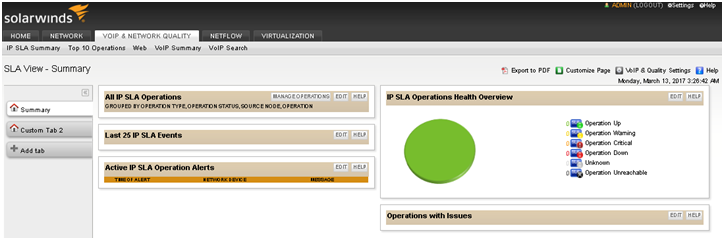 solarwinds
ADMIN (LOGOUT) Settings Help
HOME NETWORK VOIP & NETWORK QUALITY NETFLOW VIRTUALIZATION
IP SLA Summary Top 10 Operations Web VoIP Summary VoIP Search
SLA View - Summary
Export to PDF Customize Page VoIP & Quality Settings Help
Monday, March 13, 2017 3:26:42 AM
Summary
Custom Tab 2
Add tab
All IP SLA Operations MANAGE OPERATIONS EDIT HELP
GROUPED BY OPERATION TYPE, OPERATION STATUS, SOURCE NODE, OPERATION
Last 25 IP SLA Events EDIT HELP
Active IP SLA Operation Alerts EDIT HELP
TIME OF ALERT NETWORK DEVICE MESSAGE
IP SLA Operations Health Overview EDIT HELP
0 Operation Up
0 Operation Warning
0 Operation Critical
0 Operation Down
0 Unknown
0 Operation Unreachable
Operations with Issues EDIT HELP